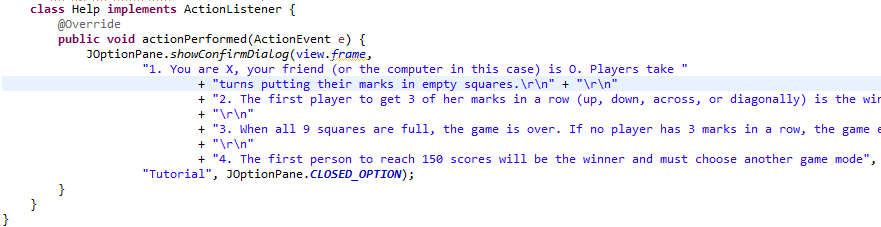 class Help implements ActionListener {
@Override
public void actionPerformed(ActionEvent e) {
JOptionPane.showConfirmDialog(view.frame,
"1. You are X, your friend (or the computer in this case) is O. Players take "
+ "turns putting their marks in empty squares.\r\n" + "\r\n"
+ "2. The first player to get 3 of her marks in a row (up, down, across, or diagonally) is the
+ "\r\n"
+ "3. When all 9 squares are full, the game is over. If no player has 3 marks in a row, the game
+ "\r\n"
+ "4. The first person to reach 150 scores will be the winner and must choose another game mode",
"Tutorial", JOptionPane.CLOSED_OPTION);
}
}
}